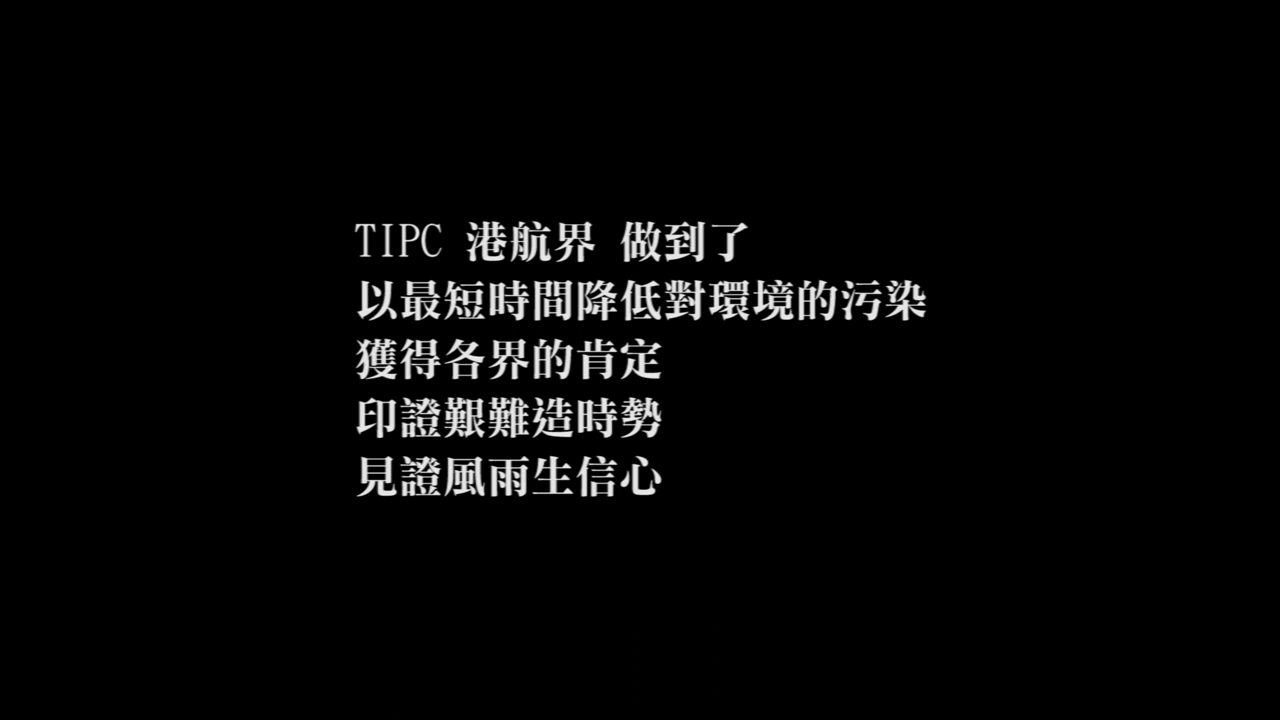 TIPC 港航界 做到了
以最短時間降低對環境的污染
獲得各界的肯定
印證艱難造時勢
見證風雨生信心